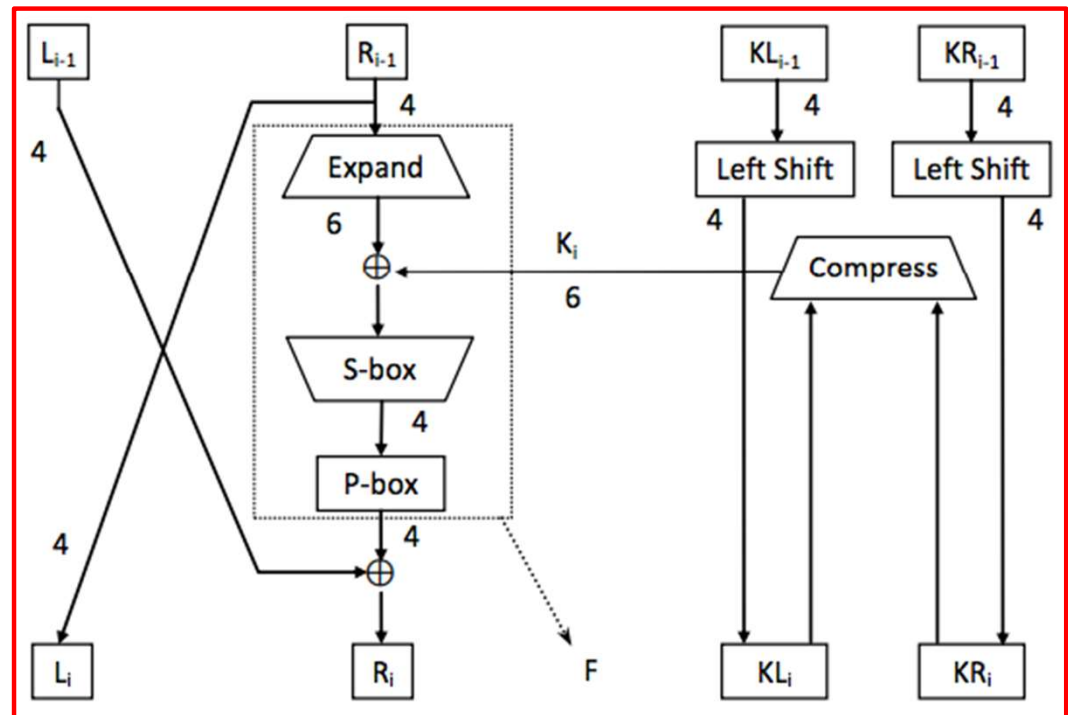 Lᵢ₋₁ Rᵢ₋₁ KLᵢ₋₁ KRᵢ₋₁
4 4 4
4
Expand Left Shift Left Shift
6 4 4
Kᵢ
Compress
6
S-box
4
P-box
4 4
Lᵢ Rᵢ F KLᵢ KRᵢ